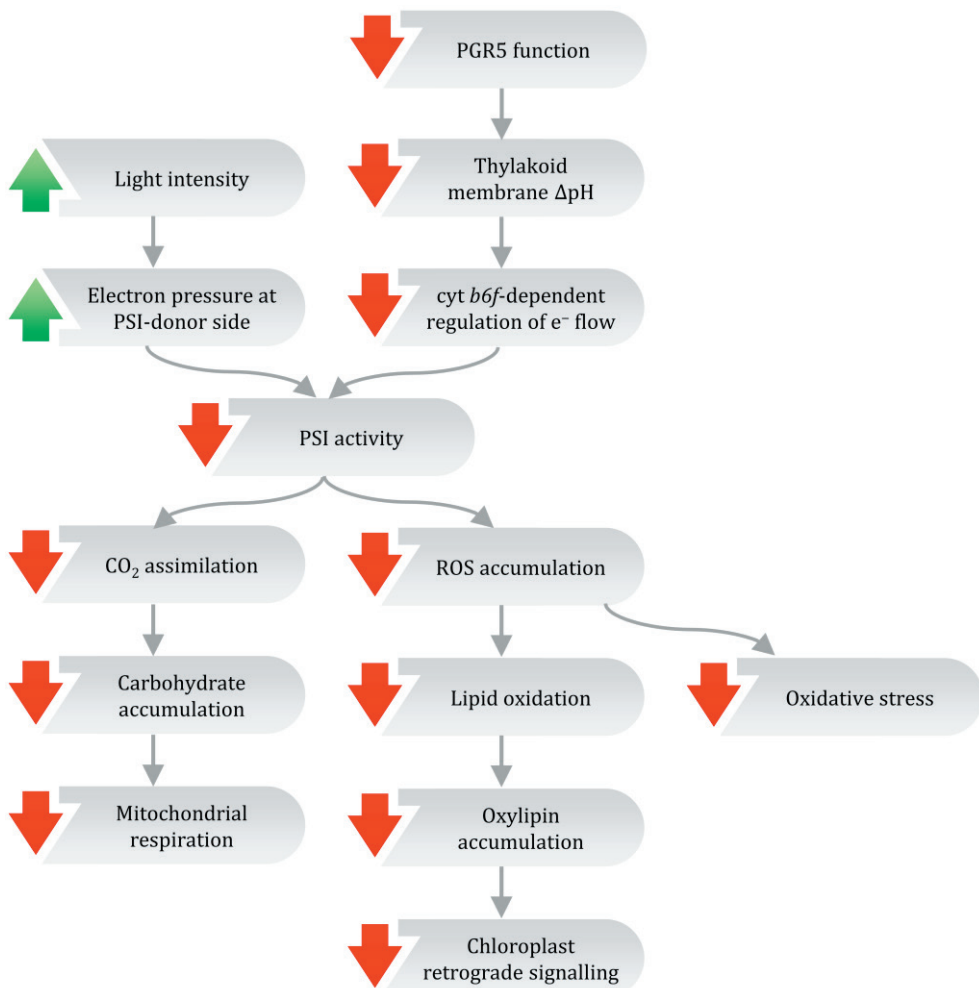 PGR5 function
Light intensity
Thylakoid
membrane ΔpH
Electron pressure at
PSI-donor side
cyt b6f-dependent
regulation of e⁻ flow
PSI activity
CO₂ assimilation
ROS accumulation
Carbohydrate
accumulation
Lipid oxidation
Oxidative stress
Mitochondrial
respiration
Oxylipin
accumulation
Chloroplast
retrograde signalling